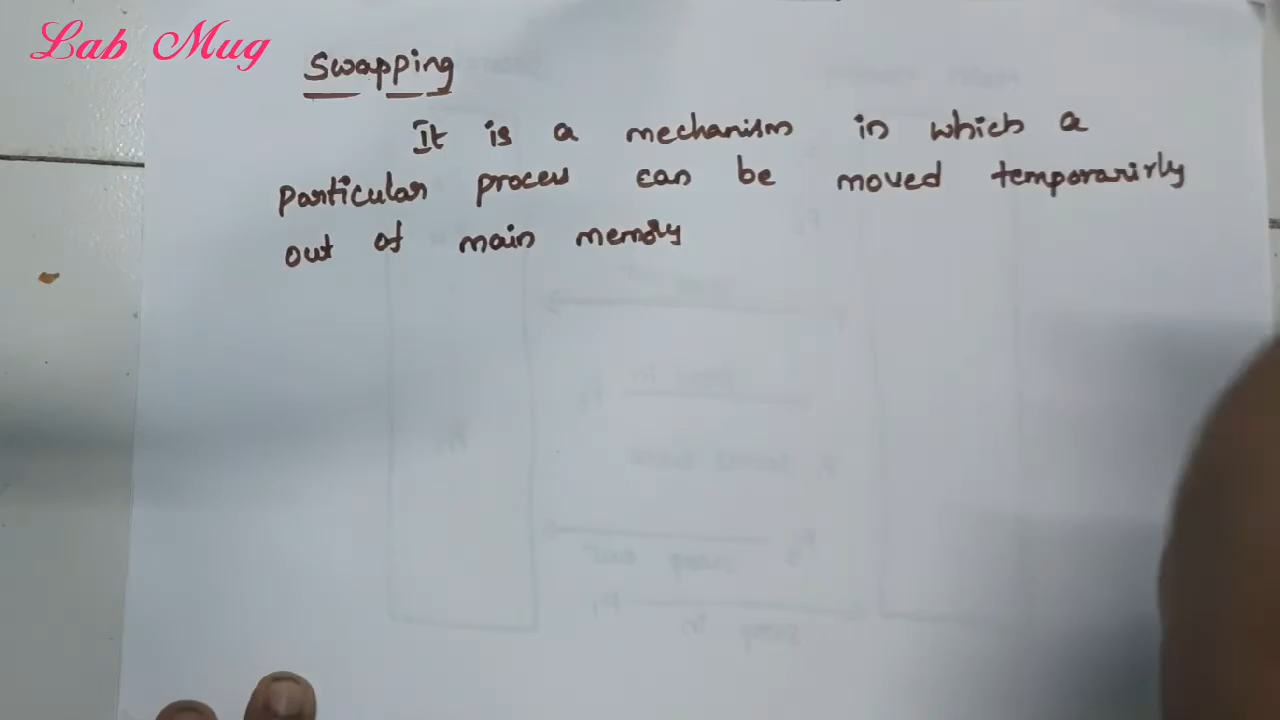 Lab Mug
Swapping
It is a mechanism in which a
particular process can be moved temporarirly
out of main memory